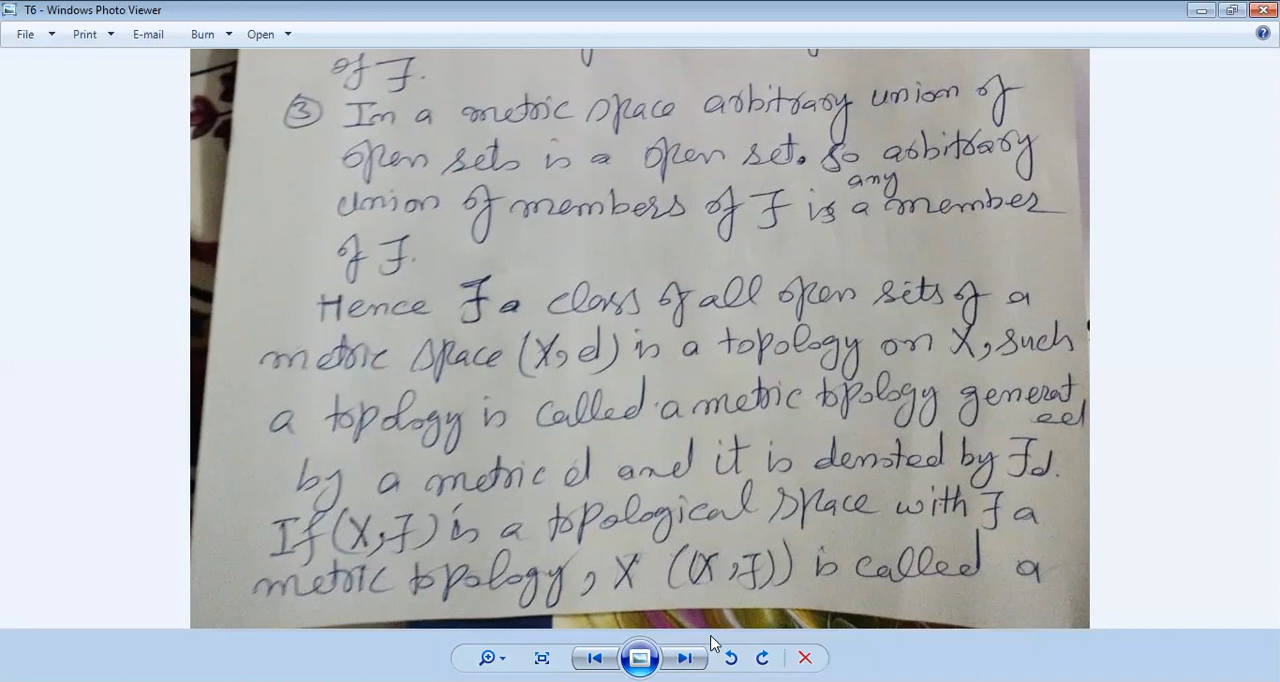 T6 - Windows Photo Viewer
File Print E-mail Burn Open
of J.
③ In a metric space arbitrary union of
open sets is a open set. So arbitrary
any
union of members of J is a member
of J.
Hence J a class of all open sets of a
metric space (X, d) is a topology on X, such
a topology is called a metric topology generat
ed
by a metric d and it is denoted by Jd.
If (X, J) is a topological space with J a
metric topology, X ((X, J)) is called a